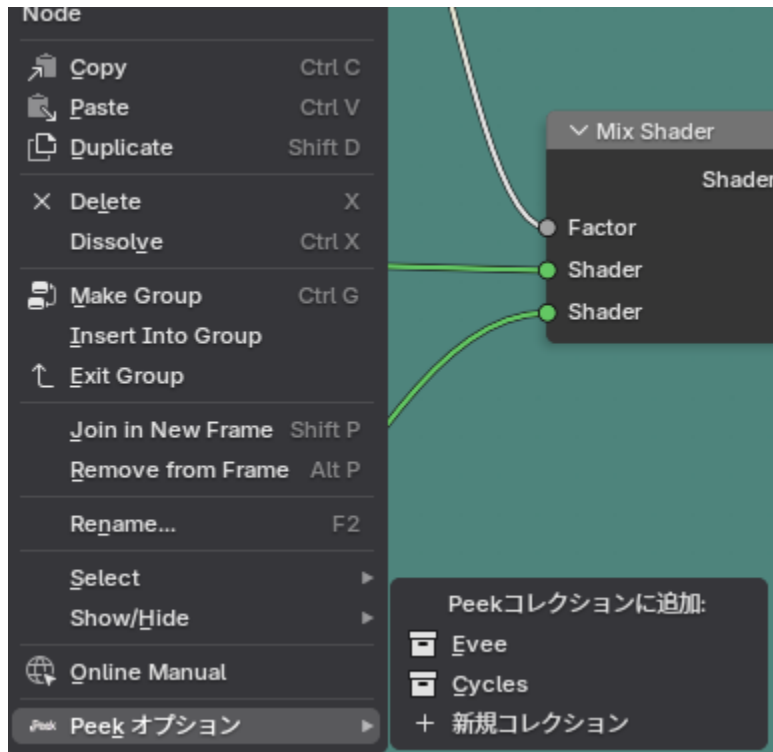 Node
Copy Ctrl C
Paste Ctrl V
Duplicate Shift D
Delete X
Dissolve Ctrl X
Make Group Ctrl G
Insert Into Group
Exit Group
Join in New Frame Shift P
Remove from Frame Alt P
Rename... F2
Select
Show/Hide
Online Manual
Peek Peek オプション
Mix Shader
Shader
Factor
Shader
Shader
Peekコレクションに追加:
Evee
Cycles
新規コレクション